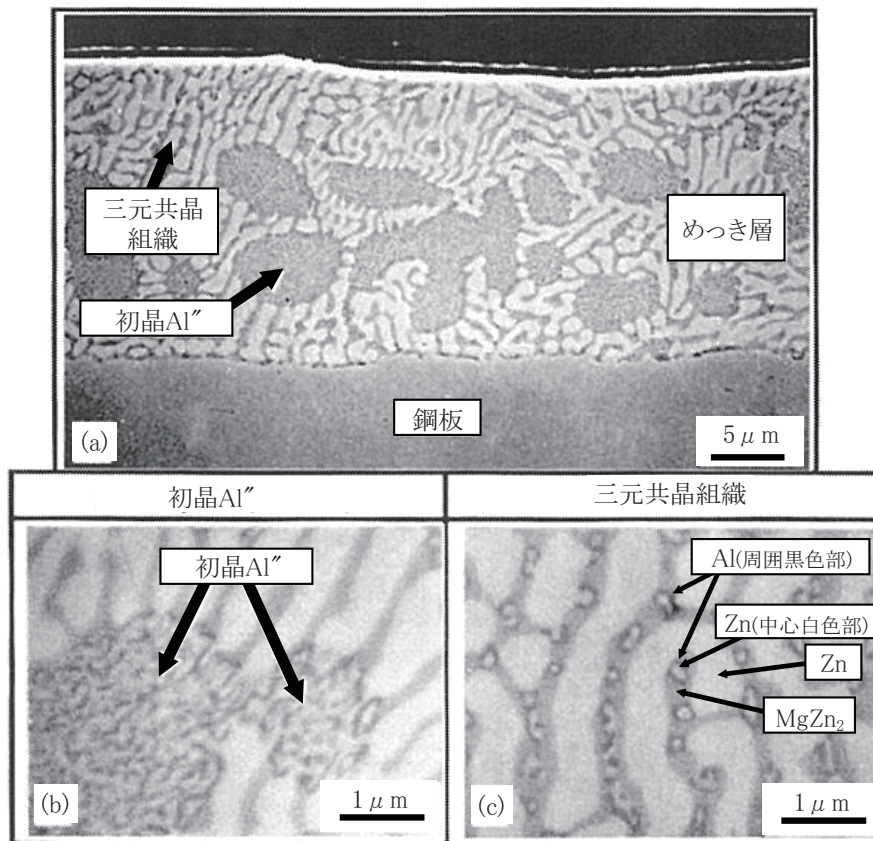 三元共晶
組織
めっき層
初晶Al″
鋼板
(a)
5μm
初晶Al″
三元共晶組織
初晶Al″
(b)
1μm
Al(周囲黒色部)
Zn(中心白色部)
Zn
MgZn₂
(c)
1μm